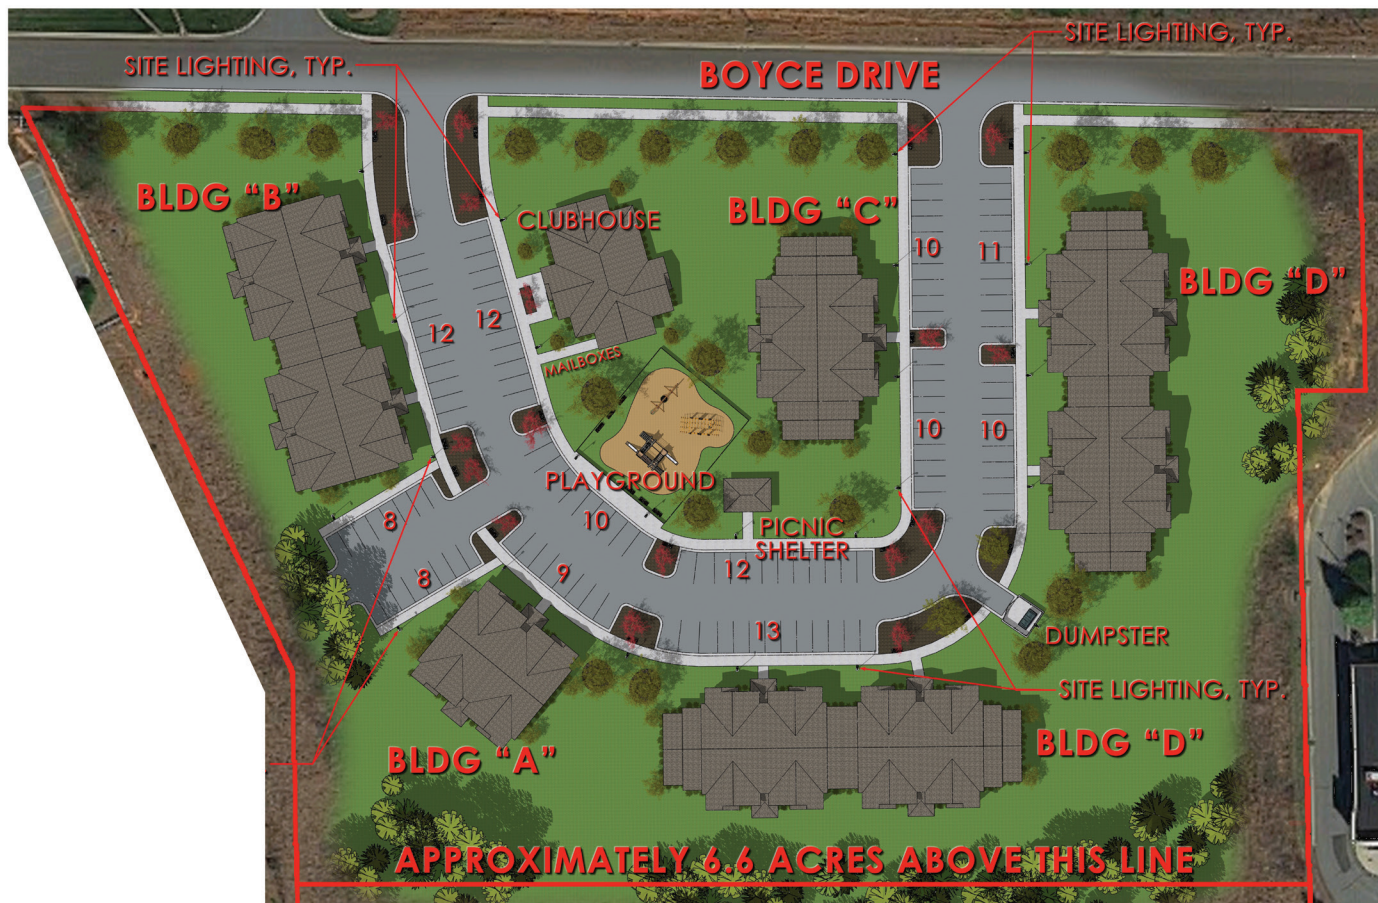 SITE LIGHTING, TYP.
SITE LIGHTING, TYP.
BOYCE DRIVE
BLDG “B”
CLUBHOUSE
BLDG “C”
10
11
BLDG “D”
12
12
MAILBOXES
10
10
PLAYGROUND
8
10
PICNIC
SHELTER
8
9
12
13
DUMPSTER
SITE LIGHTING, TYP.
BLDG “A”
BLDG “D”
APPROXIMATELY 6.6 ACRES ABOVE THIS LINE